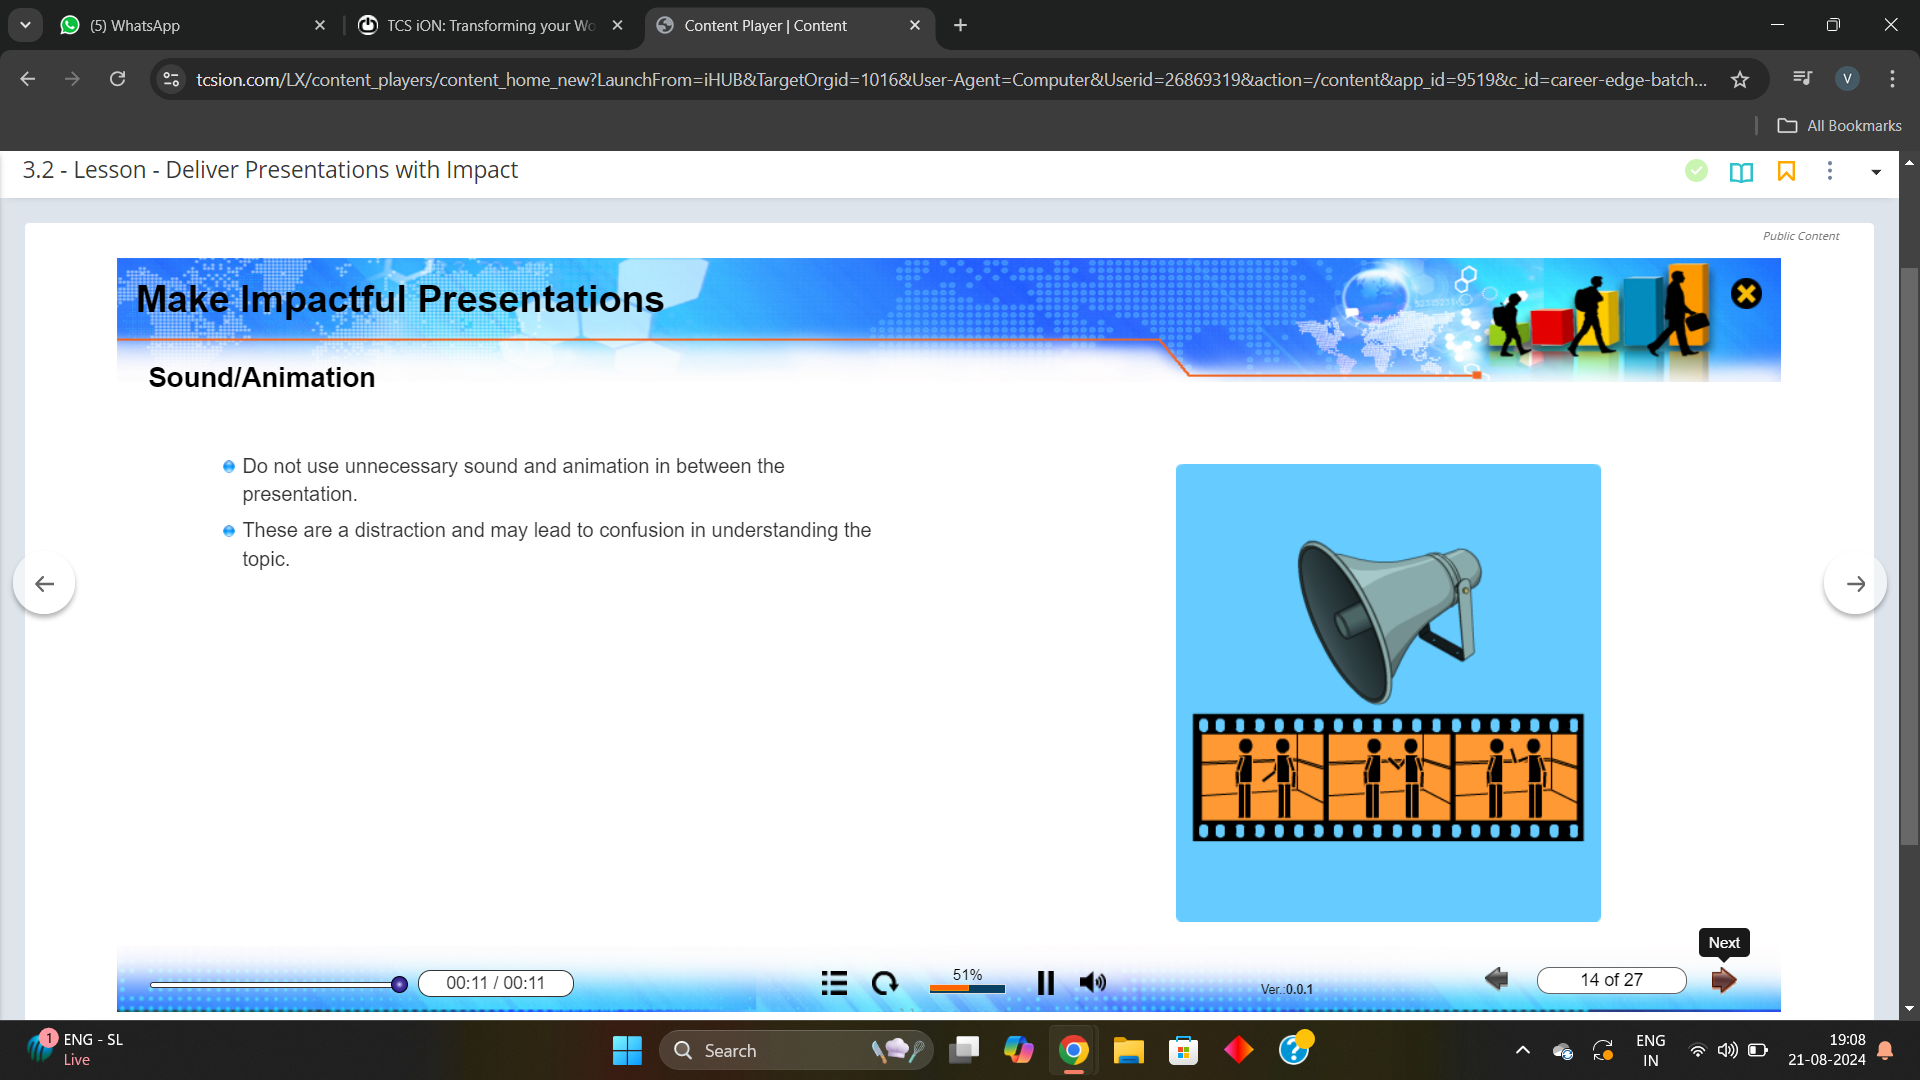 (5) WhatsApp
TCS iON: Transforming your Wo
Content Player | Content
tcsion.com/LX/content_players/content_home_new?LaunchFrom=iHUB&TargetOrgid=1016&User-Agent=Computer&Userid=26869319&action=/content&app_id=9519&c_id=career-edge-batch...
V
All Bookmarks
3.2 - Lesson - Deliver Presentations with Impact
Public Content
Make Impactful Presentations
Sound/Animation
Do not use unnecessary sound and animation in between the
presentation.
These are a distraction and may lead to confusion in understanding the
topic.
Next
00:11 / 00:11
51%
Ver.:0.0.1
14 of 27
1
ENG - SL
Live
Search
ENG
IN
19:08
21-08-2024